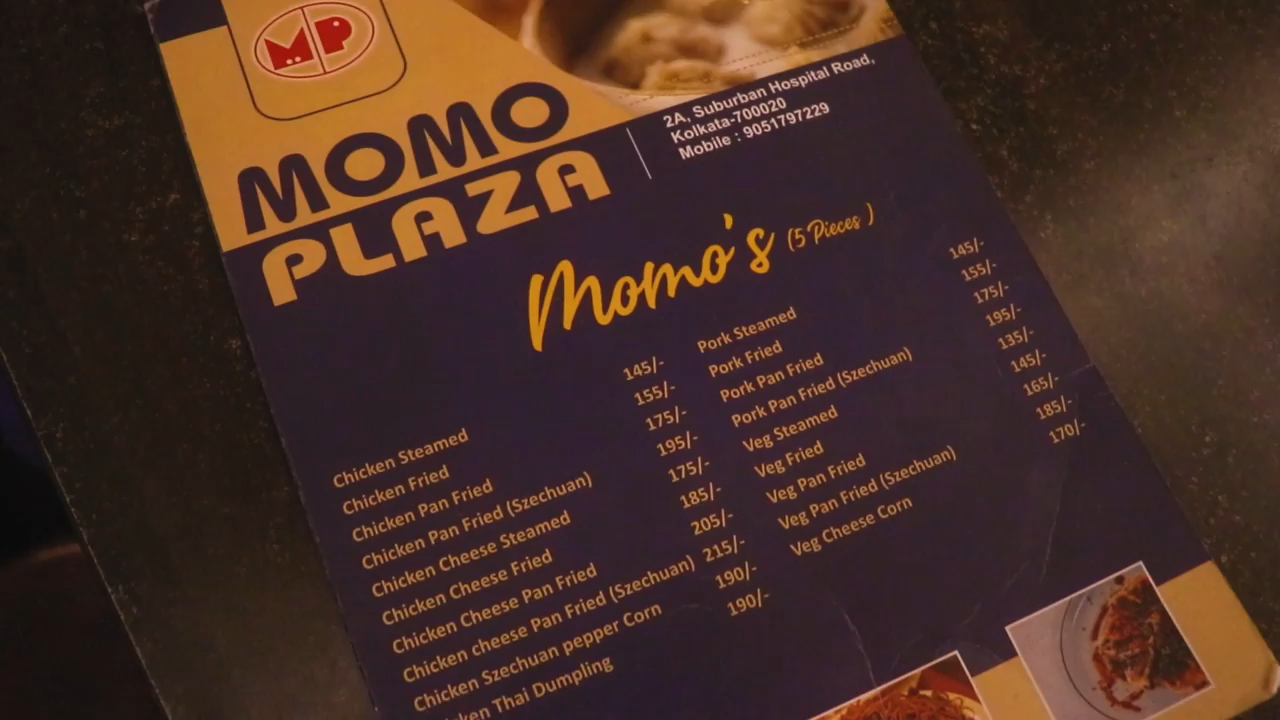 MP
MOMO
PLAZA
2A, Suburban Hospital Road,
Kolkata-700020
Mobile : 9051797229
Momo's (5 Pieces )
Chicken Steamed 145/-
Chicken Fried 155/-
Chicken Pan Fried 175/-
Chicken Pan Fried (Szechuan) 195/-
Chicken Cheese Steamed 175/-
Chicken Cheese Fried 185/-
Chicken Cheese Pan Fried 205/-
Chicken cheese Pan Fried (Szechuan) 215/-
Chicken Szechuan pepper Corn 190/-
ken Thai Dumpling 190/-
Pork Steamed 145/-
Pork Fried 155/-
Pork Pan Fried 175/-
Pork Pan Fried (Szechuan) 195/-
Veg Steamed 135/-
Veg Fried 145/-
Veg Pan Fried 165/-
Veg Pan Fried (Szechuan) 185/-
Veg Cheese Corn 170/-